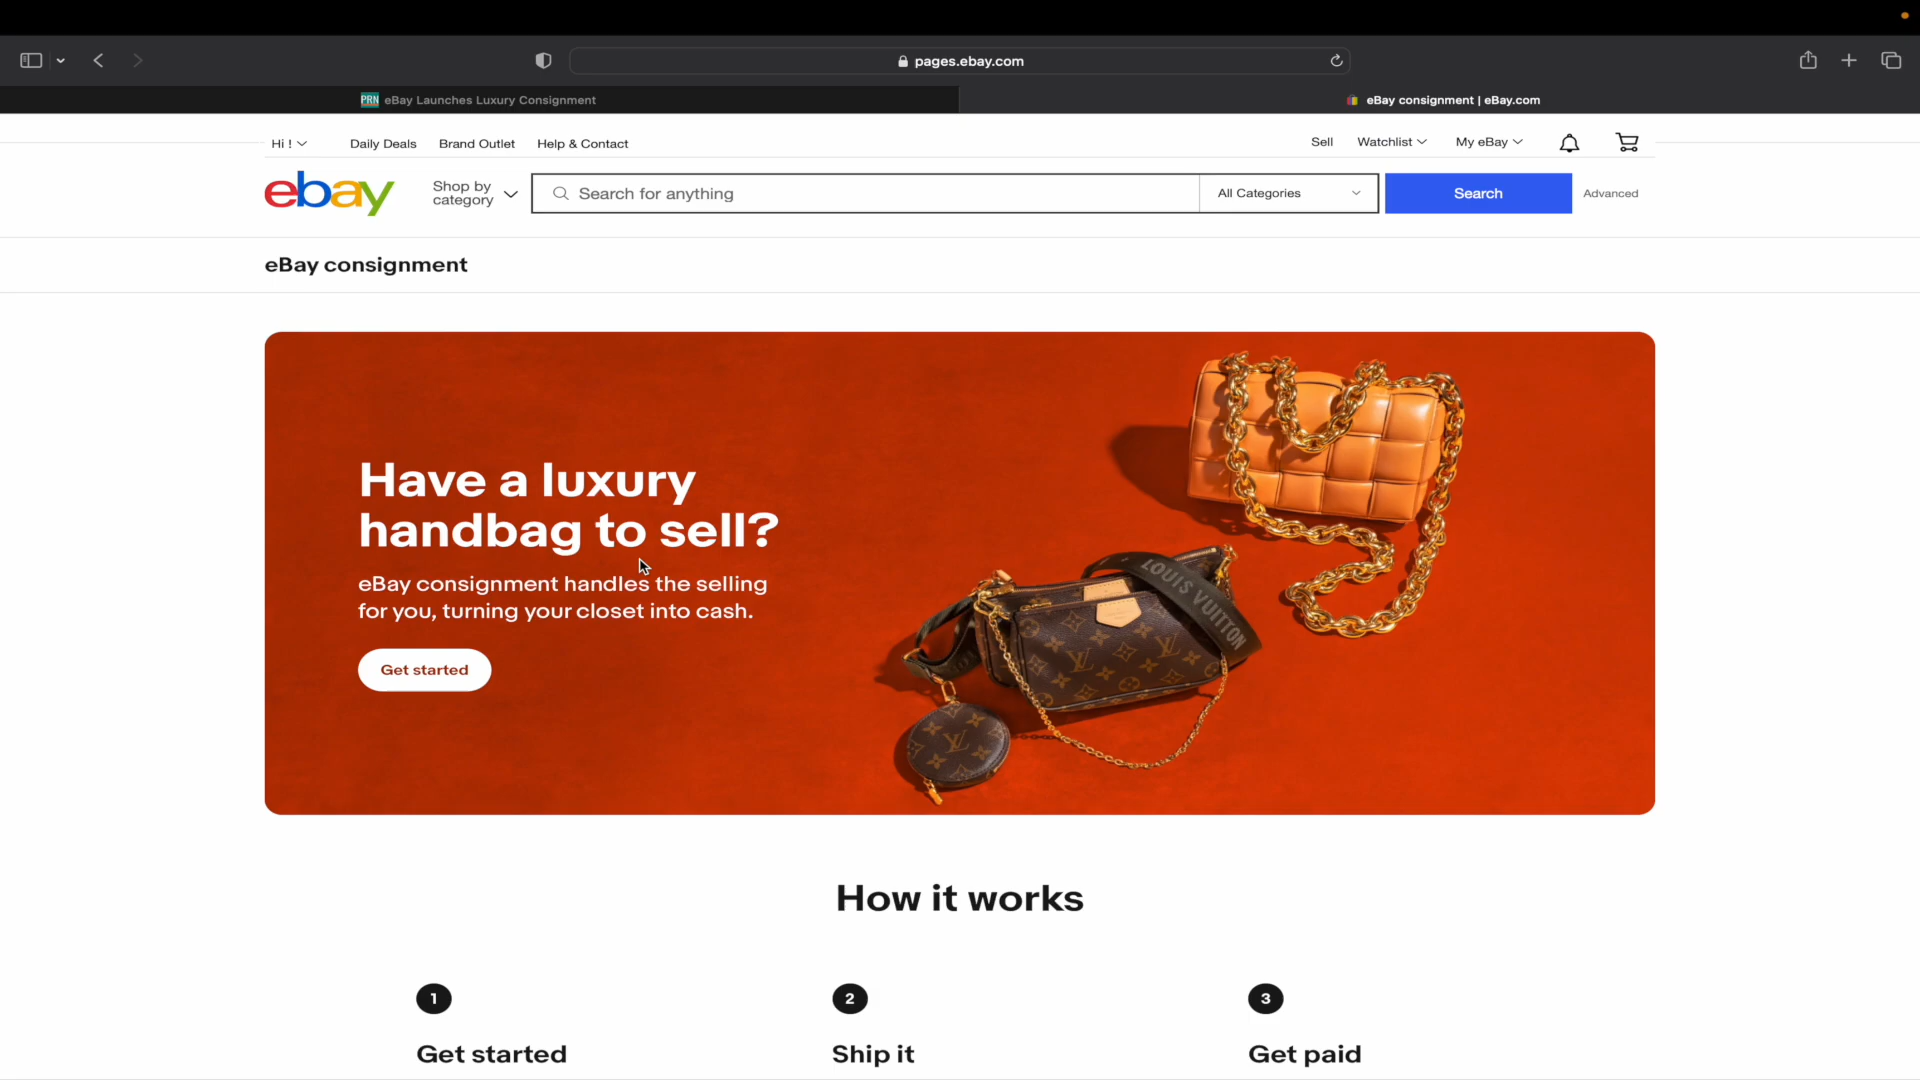 pages.ebay.com
PRN eBay Launches Luxury Consignment
eBay consignment | eBay.com
Hi !
Daily Deals
Brand Outlet
Help & Contact
Sell
Watchlist
My eBay
ebay
Shop by
category
Search for anything
All Categories
Search
Advanced
eBay consignment
Have a luxury
handbag to sell?
eBay consignment handles the selling
for you, turning your closet into cash.
Get started
LOUIS VUITTON
How it works
1
2
3
Get started
Ship it
Get paid